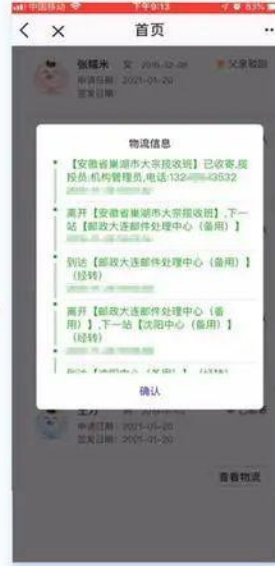 中国移动
下午9:13
83%
首页
张糯米 女 2016-02-08
父亲驳回
申请日期 2021-01-20
签发日期
物流信息
【安徽省巢湖市大宗揽收班】已收寄,揽
投员:机构管理员,电话:132 3532
离开【安徽省巢湖市大宗揽收班】,下一
站【邮政大连邮件处理中心（备用）】
到达【邮政大连邮件处理中心（备用）】
（经转）
离开【邮政大连邮件处理中心（备
用）】,下一站【沈阳中心（备用）】
（经转）
确认
申请日期 2021-01-20
签发日期 2021-01-20
查看物流